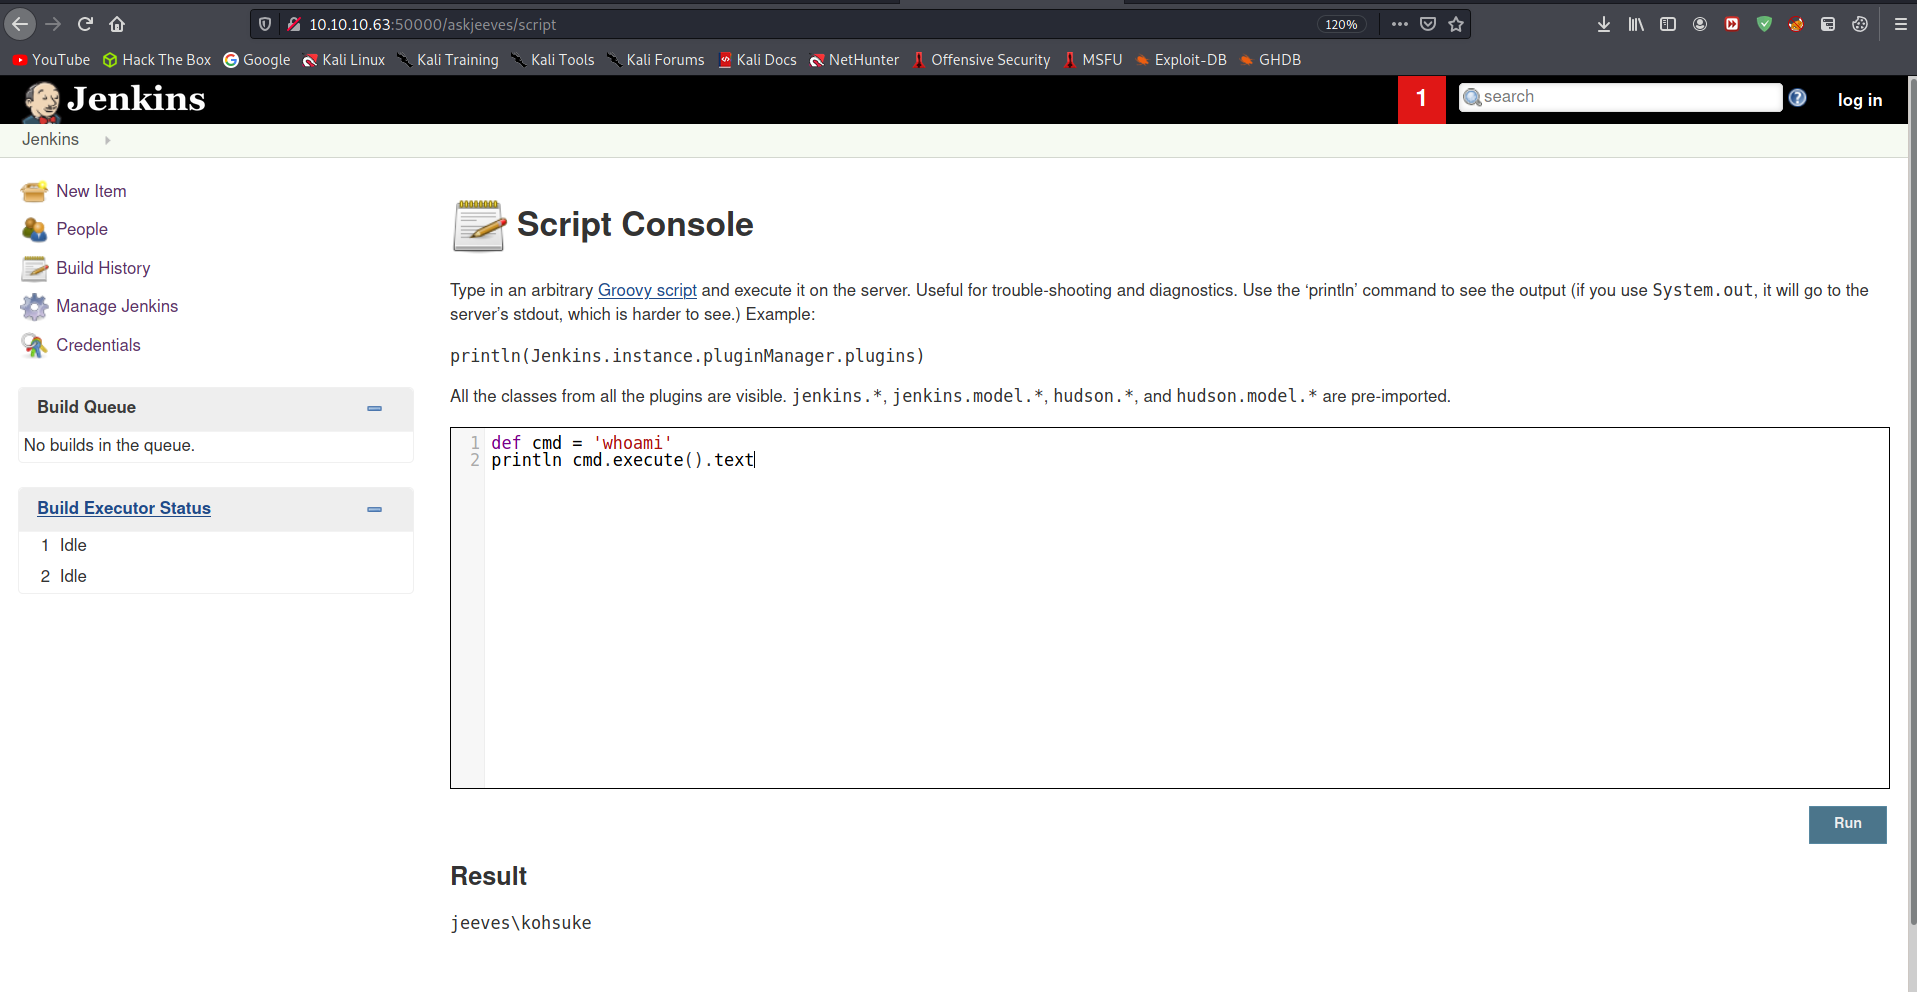 10.10.10.63:50000/askjeeves/script
120%
YouTube Hack The Box Google Kali Linux Kali Training Kali Tools Kali Forums Kali Docs NetHunter Offensive Security MSFU Exploit-DB GHDB
Jenkins
1
search
log in
Jenkins
New Item
People
Build History
Manage Jenkins
Credentials
Build Queue
No builds in the queue.
Build Executor Status
1 Idle
2 Idle
Script Console
Type in an arbitrary Groovy script and execute it on the server. Useful for trouble-shooting and diagnostics. Use the ‘println’ command to see the output (if you use System.out, it will go to the
server’s stdout, which is harder to see.) Example:
println(Jenkins.instance.pluginManager.plugins)
All the classes from all the plugins are visible. jenkins.*, jenkins.model.*, hudson.*, and hudson.model.* are pre-imported.
1 def cmd = 'whoami'
2 println cmd.execute().text
Run
Result
jeeves\kohsuke